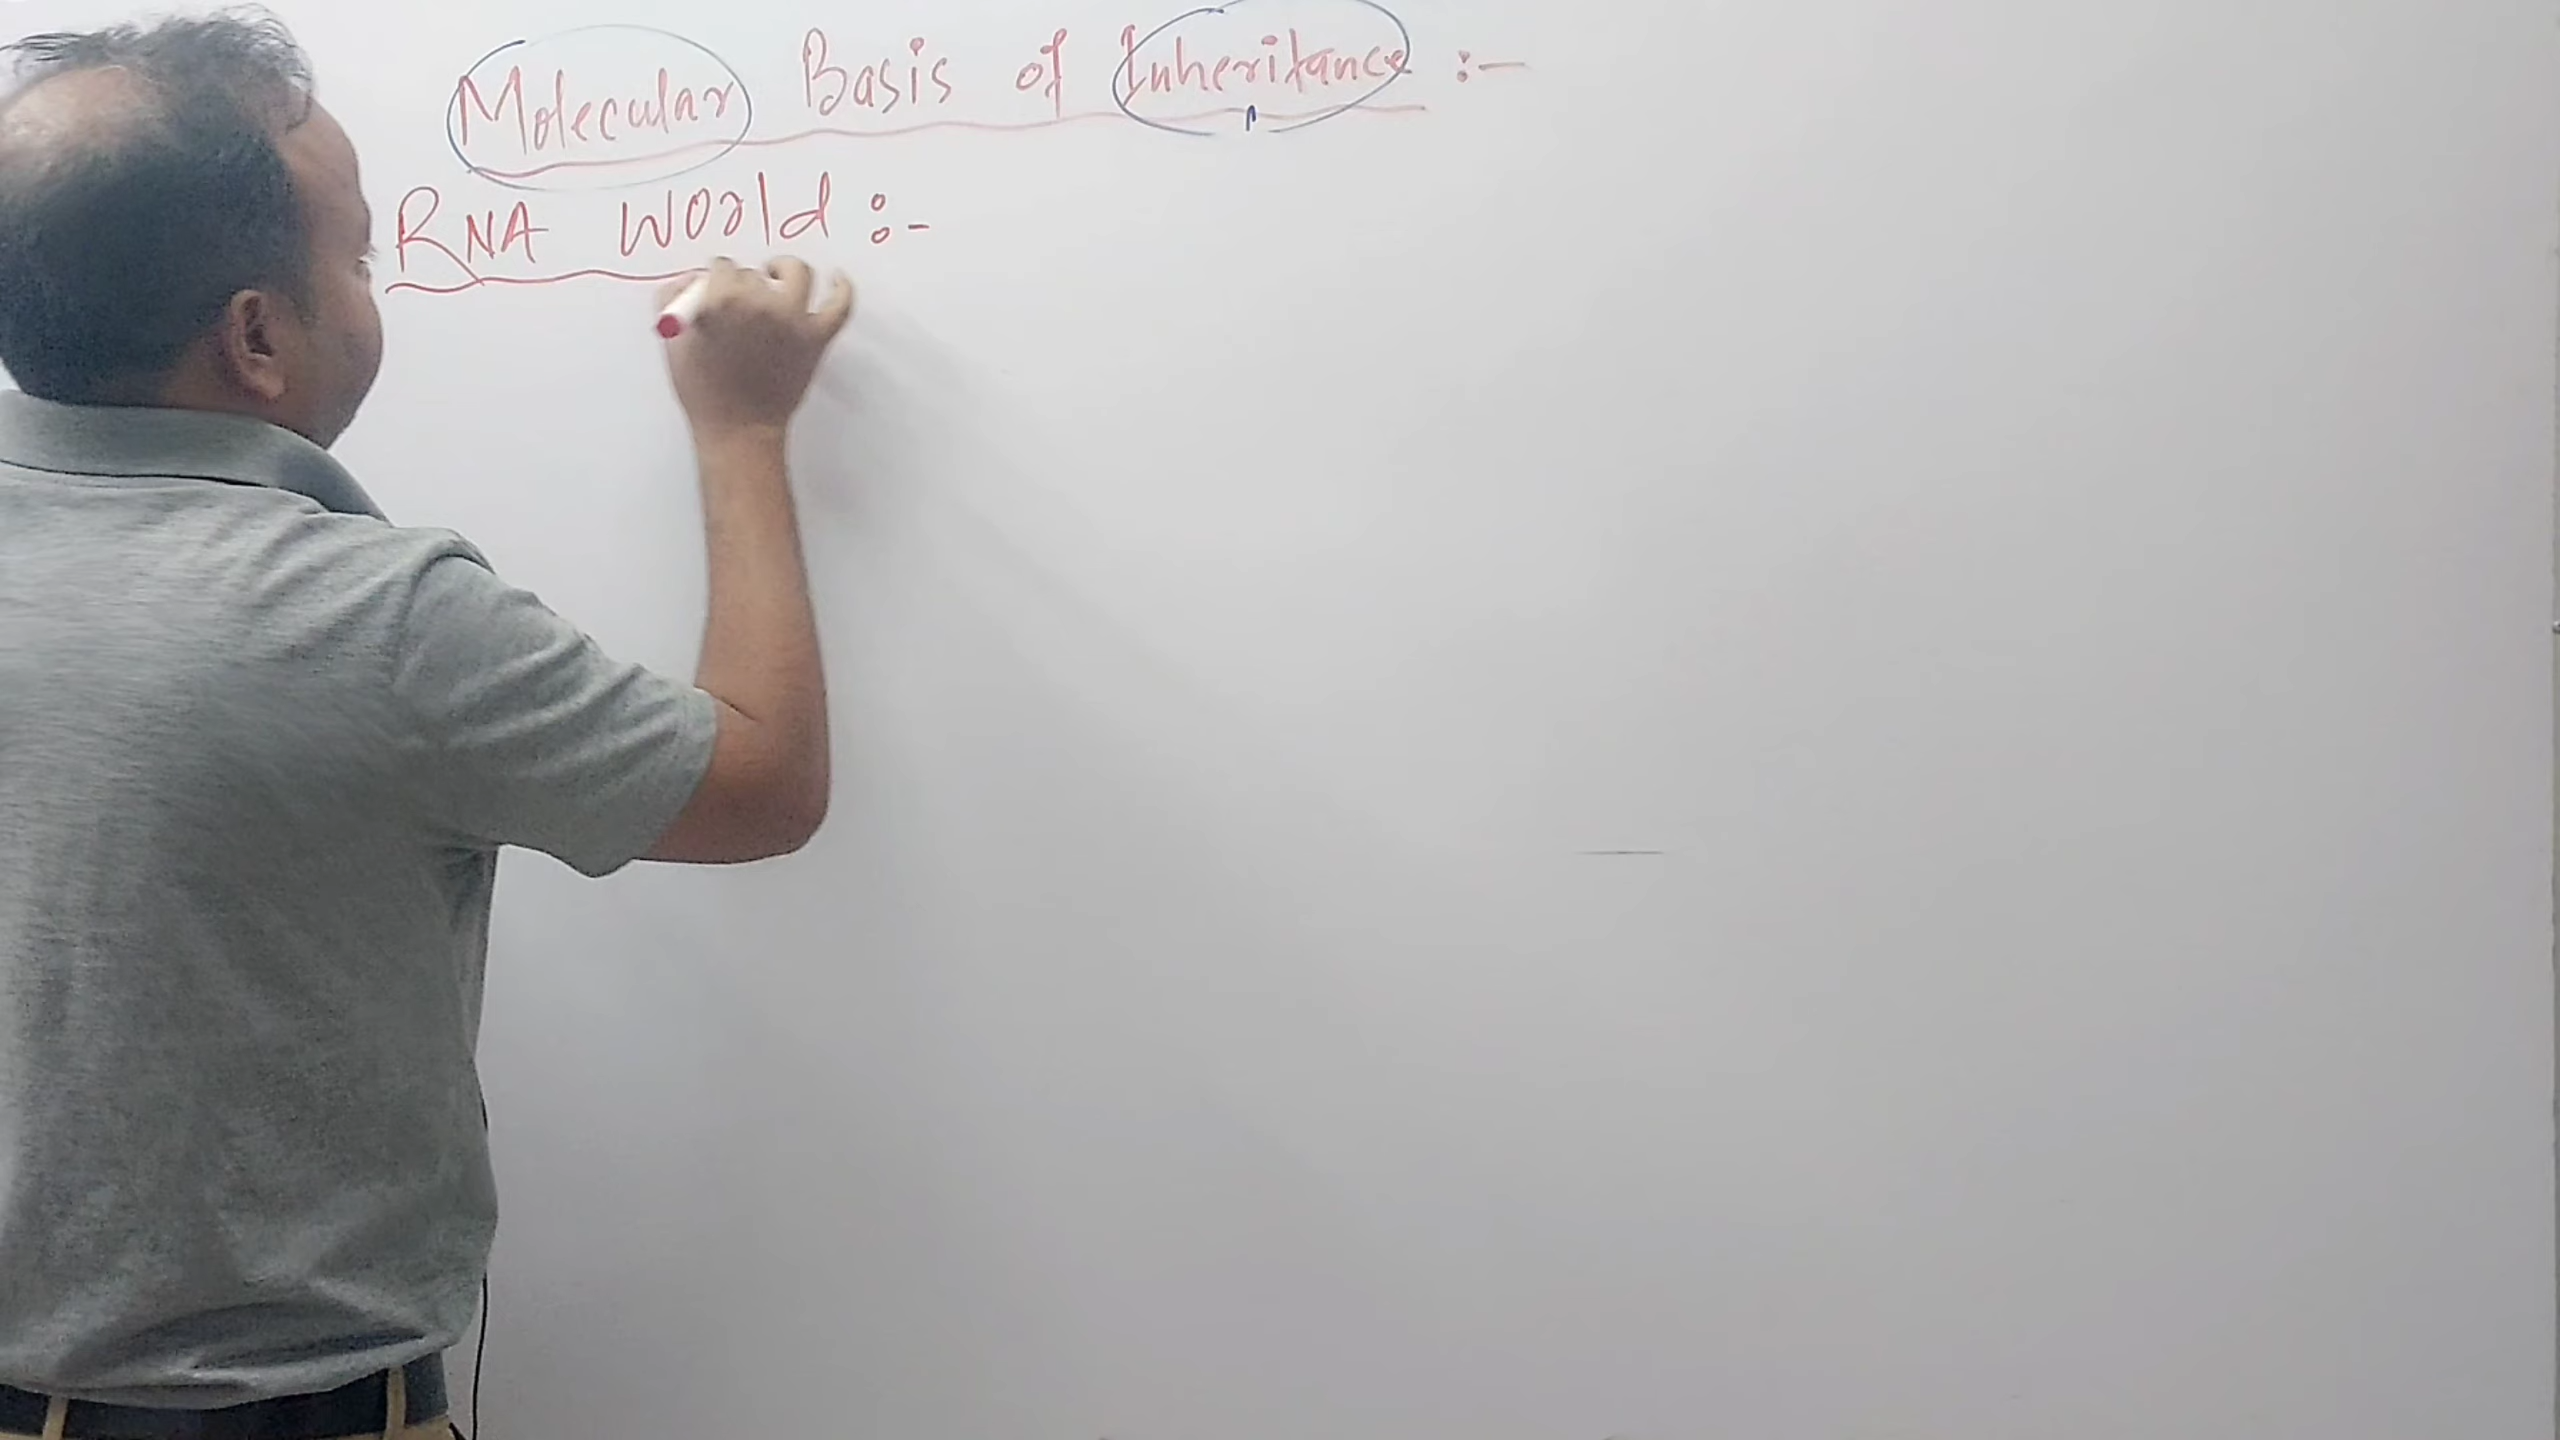 Molecular Basis of Inheritance :-
RNA World :-